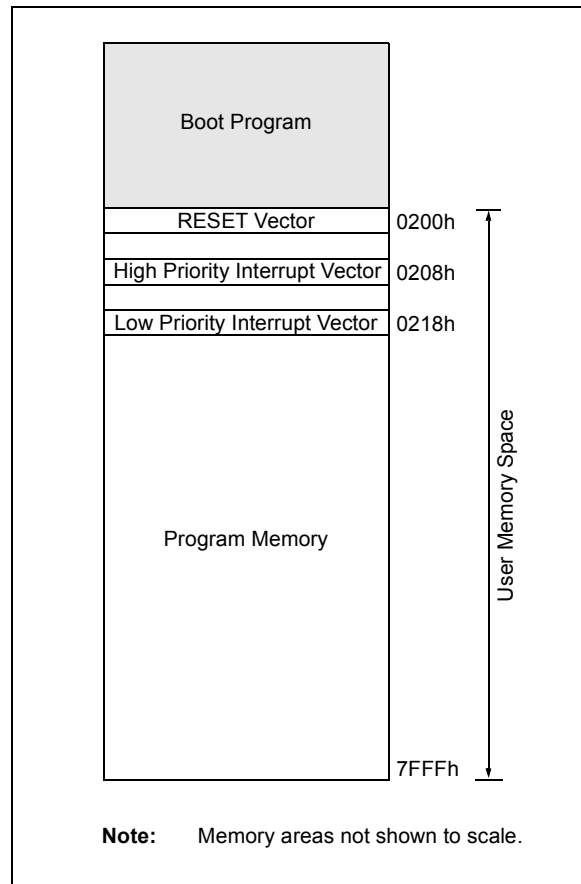 Boot Program
RESET Vector
0200h
High Priority Interrupt Vector
0208h
Low Priority Interrupt Vector
0218h
Program Memory
User Memory Space
7FFFh
Note: Memory areas not shown to scale.